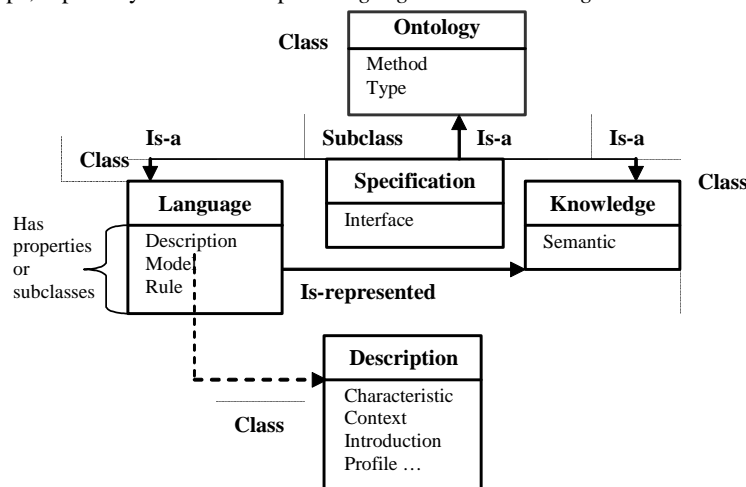 Ontology
Class
Method
Type
Is-a
Subclass
Is-a
Is-a
Class
Specification
Class
Language
Knowledge
Interface
Has
properties
or
subclasses
Description
Model
Rule
Semantic
Is-represented
Description
Characteristic
Context
Introduction
Profile …
Class